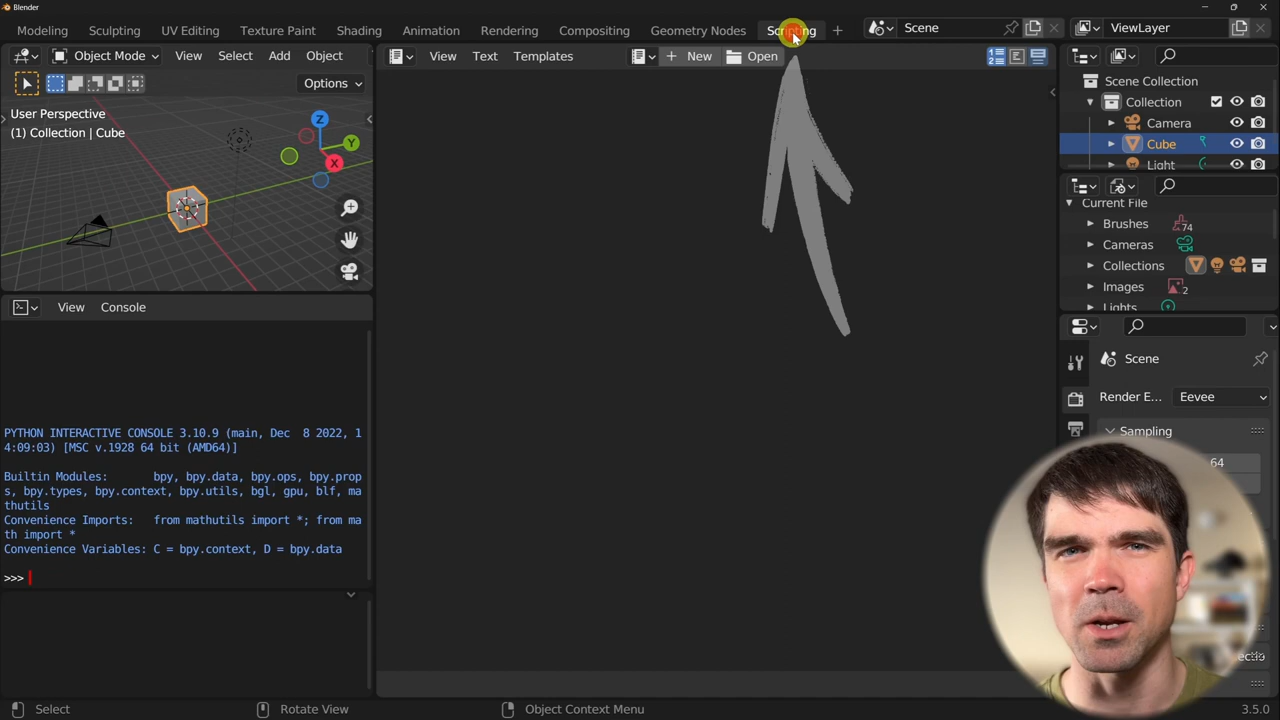 Blender
Modeling Sculpting UV Editing Texture Paint Shading Animation Rendering Compositing Geometry Nodes Scripting + Scene ViewLayer
Object Mode View Select Add Object View Text Templates + New Open
Options
User Perspective
(1) Collection | Cube
Z
Y
X
Scene Collection
Collection
Camera
Cube
Light
Current File
Brushes 74
Cameras
Collections
Images 2
Lights
View Console
Scene
Render E... Eevee
Sampling
64
PYTHON INTERACTIVE CONSOLE 3.10.9 (main, Dec  8 2022, 1
4:09:03) [MSC v.1928 64 bit (AMD64)]
Builtin Modules:       bpy, bpy.data, bpy.ops, bpy.prop
s, bpy.types, bpy.context, bpy.utils, bgl, gpu, blf, ma
thutils
Convenience Imports:   from mathutils import *; from ma
th import *
Convenience Variables: C = bpy.context, D = bpy.data
>>>
Select Rotate View Object Context Menu 3.5.0